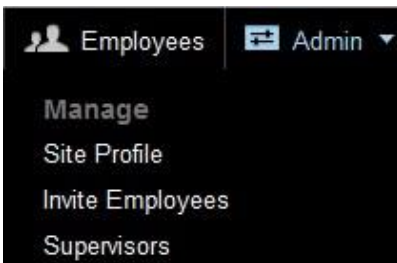 Employees Admin
Manage
Site Profile
Invite Employees
Supervisors